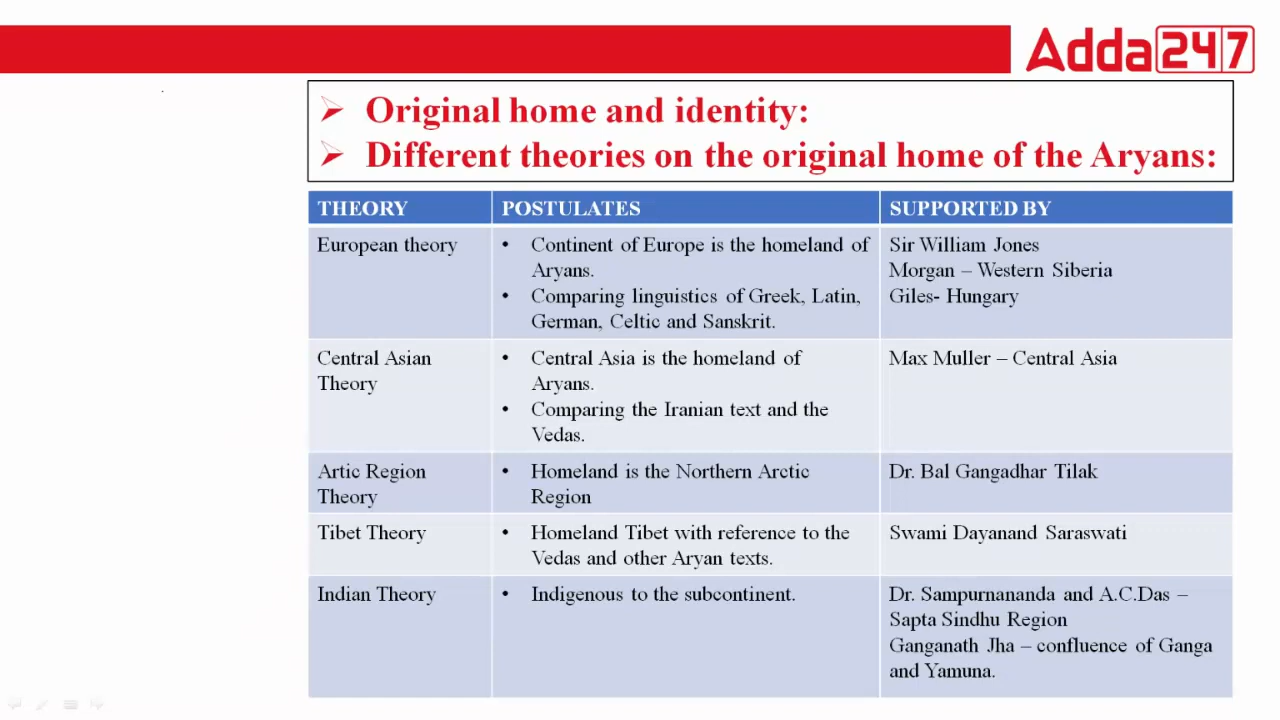 Adda247
➢ Original home and identity:
➢ Different theories on the original home of the Aryans:
THEORY
POSTULATES
SUPPORTED BY
European theory
• Continent of Europe is the homeland of
Aryans.
• Comparing linguistics of Greek, Latin,
German, Celtic and Sanskrit.
Sir William Jones
Morgan – Western Siberia
Giles- Hungary
Central Asian
Theory
• Central Asia is the homeland of
Aryans.
• Comparing the Iranian text and the
Vedas.
Max Muller – Central Asia
Artic Region
Theory
• Homeland is the Northern Arctic
Region
Dr. Bal Gangadhar Tilak
Tibet Theory
• Homeland Tibet with reference to the
Vedas and other Aryan texts.
Swami Dayanand Saraswati
Indian Theory
• Indigenous to the subcontinent.
Dr. Sampurnananda and A.C.Das –
Sapta Sindhu Region
Ganganath Jha – confluence of Ganga
and Yamuna.